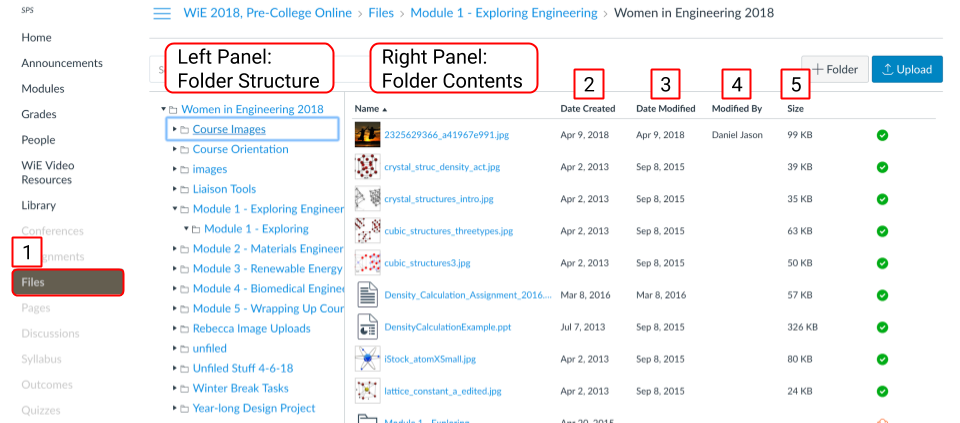 SPS
WiE 2018, Pre-College Online > Files > Module 1 - Exploring Engineering > Women in Engineering 2018
Home
Announcements
Modules
Grades
People
WiE Video
Resources
Library
Conferences
1
Files
Pages
Discussions
Syllabus
Outcomes
Quizzes
Left Panel:
Folder Structure
Right Panel:
Folder Contents
2
3
4
5
+ Folder
Upload
Women in Engineering 2018
Course Images
Course Orientation
images
Liaison Tools
Module 1 - Exploring Engineer
Module 1 - Exploring
Module 2 - Materials Engineer
Module 3 - Renewable Energy
Module 4 - Biomedical Engine
Module 5 - Wrapping Up Cour
Rebecca Image Uploads
unfiled
Unfiled Stuff 4-6-18
Winter Break Tasks
Year-long Design Project
Name Date Created Date Modified Modified By Size
2325629366_a41967e991.jpg Apr 9, 2018 Apr 9, 2018 Daniel Jason 99 KB
crystal_struc_density_act.jpg Apr 2, 2013 Sep 8, 2015 39 KB
crystal_structures_intro.jpg Apr 2, 2013 Sep 8, 2015 35 KB
cubic_structures_threetypes.jpg Apr 2, 2013 Sep 8, 2015 63 KB
cubic_structures3.jpg Apr 2, 2013 Sep 8, 2015 50 KB
Density_Calculation_Assignment_2016.... Mar 8, 2016 Mar 8, 2016 57 KB
DensityCalculationExample.ppt Jul 7, 2013 Sep 8, 2015 326 KB
iStock_atomXSmall.jpg Apr 2, 2013 Sep 8, 2015 80 KB
lattice_constant_a_edited.jpg Apr 2, 2013 Sep 8, 2015 24 KB
Module 1 - Exploring Apr 20, 2015